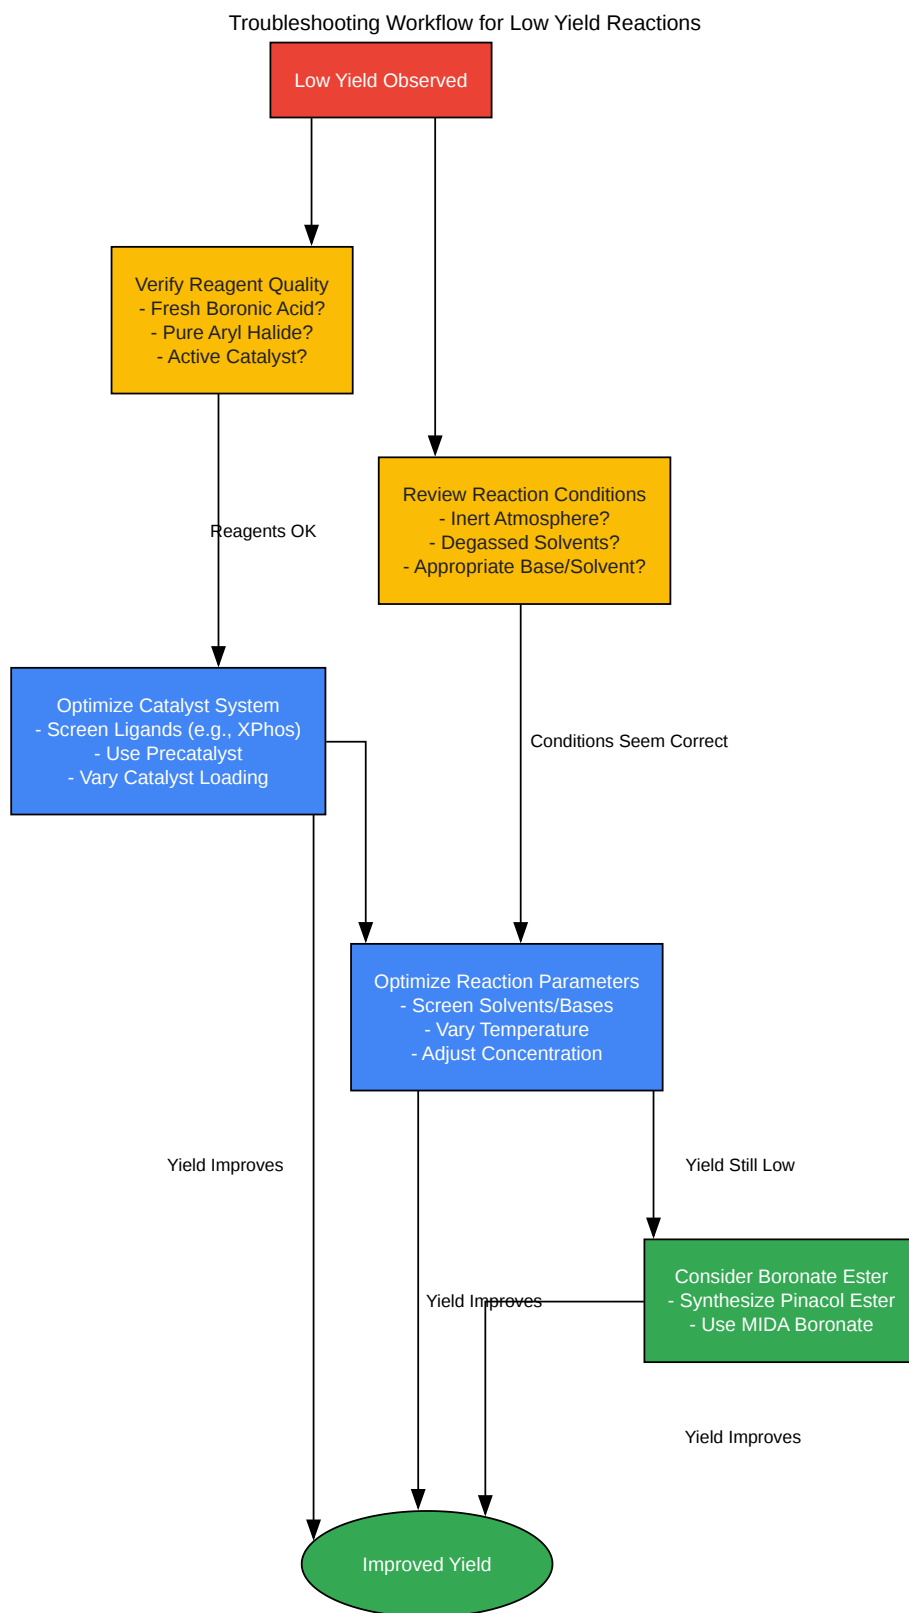 Troubleshooting Workflow for Low Yield Reactions
Low Yield Observed
Verify Reagent Quality
- Fresh Boronic Acid?
- Pure Aryl Halide?
- Active Catalyst?
Review Reaction Conditions
- Inert Atmosphere?
- Degassed Solvents?
- Appropriate Base/Solvent?
Reagents OK
Optimize Catalyst System
- Screen Ligands (e.g., XPhos)
- Use Precatalyst
- Vary Catalyst Loading
Conditions Seem Correct
Optimize Reaction Parameters
- Screen Solvents/Bases
- Vary Temperature
- Adjust Concentration
Yield Improves
Yield Still Low
Consider Boronate Ester
- Synthesize Pinacol Ester
- Use MIDA Boronate
Yield Improves
Yield Improves
Improved Yield